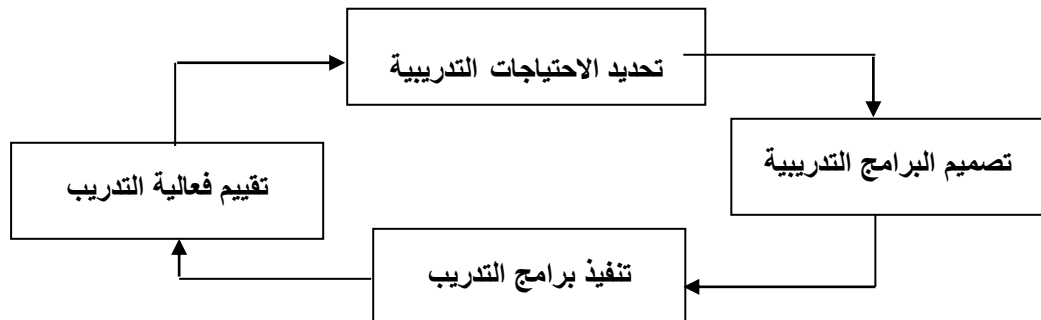 تحديد الاحتياجات التدريبية
تصميم البرامج التدريبية
تنفيذ برامج التدريب
تقييم فعالية التدريب